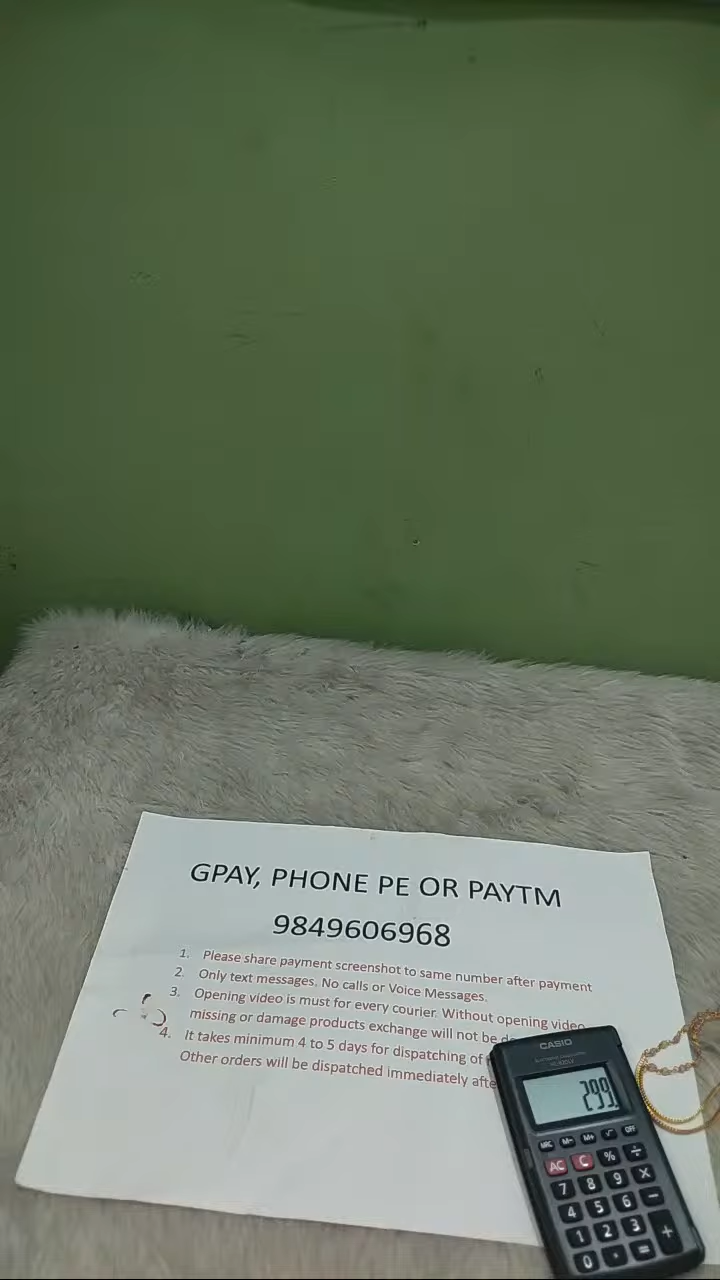 GPAY, PHONE PE OR PAYTM
9849606968
1. Please share payment screenshot to same number after payment
2. Only text messages. No calls or Voice Messages.
3. Opening video is must for every courier. Without opening video
missing or damage products exchange will not be
4. It takes minimum 4 to 5 days for dispatching of
Other orders will be dispatched immediately afte
CASIO
299.
MRC M- M+ √ OFF
AC C % ÷
7 8 9 ×
4 5 6 −
1 2 3 +
0 · =